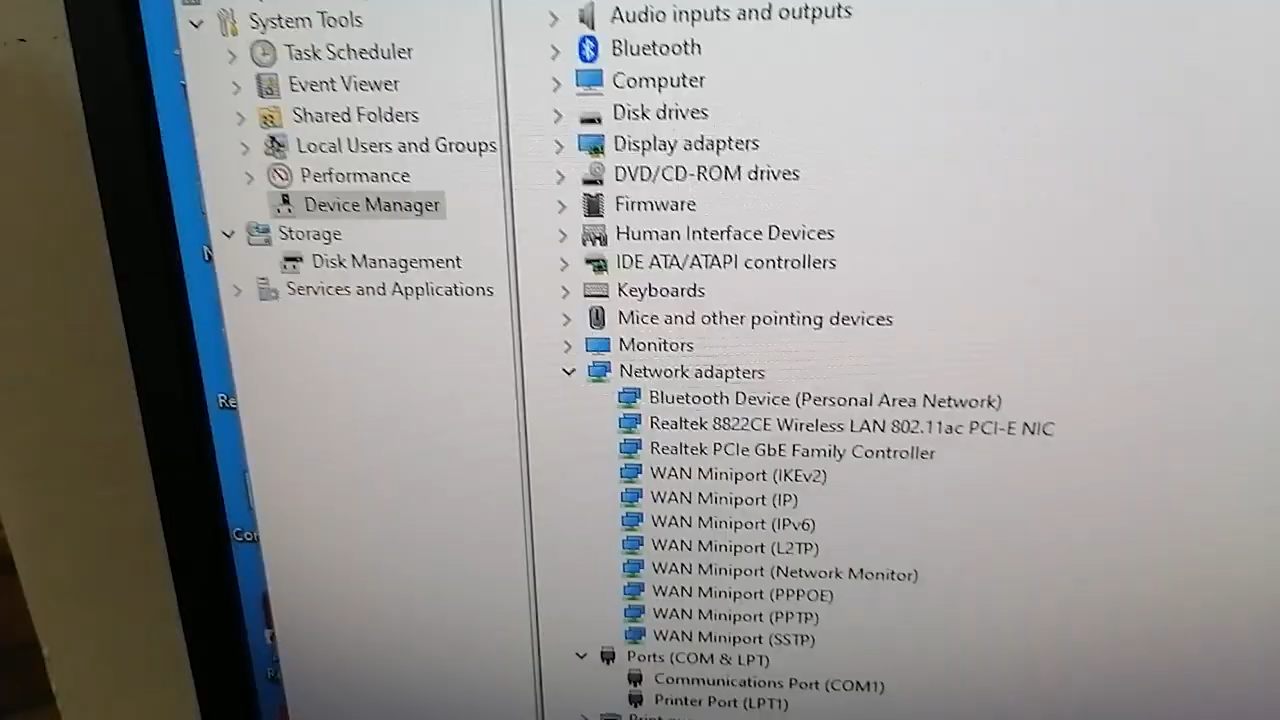 System Tools
Task Scheduler
Event Viewer
Shared Folders
Local Users and Groups
Performance
Device Manager
Storage
Disk Management
Services and Applications
Re
Cor
Audio inputs and outputs
Bluetooth
Computer
Disk drives
Display adapters
DVD/CD-ROM drives
Firmware
Human Interface Devices
IDE ATA/ATAPI controllers
Keyboards
Mice and other pointing devices
Monitors
Network adapters
Bluetooth Device (Personal Area Network)
Realtek 8822CE Wireless LAN 802.11ac PCI-E NIC
Realtek PCIe GbE Family Controller
WAN Miniport (IKEv2)
WAN Miniport (IP)
WAN Miniport (IPv6)
WAN Miniport (L2TP)
WAN Miniport (Network Monitor)
WAN Miniport (PPPOE)
WAN Miniport (PPTP)
WAN Miniport (SSTP)
Ports (COM & LPT)
Communications Port (COM1)
Printer Port (LPT1)